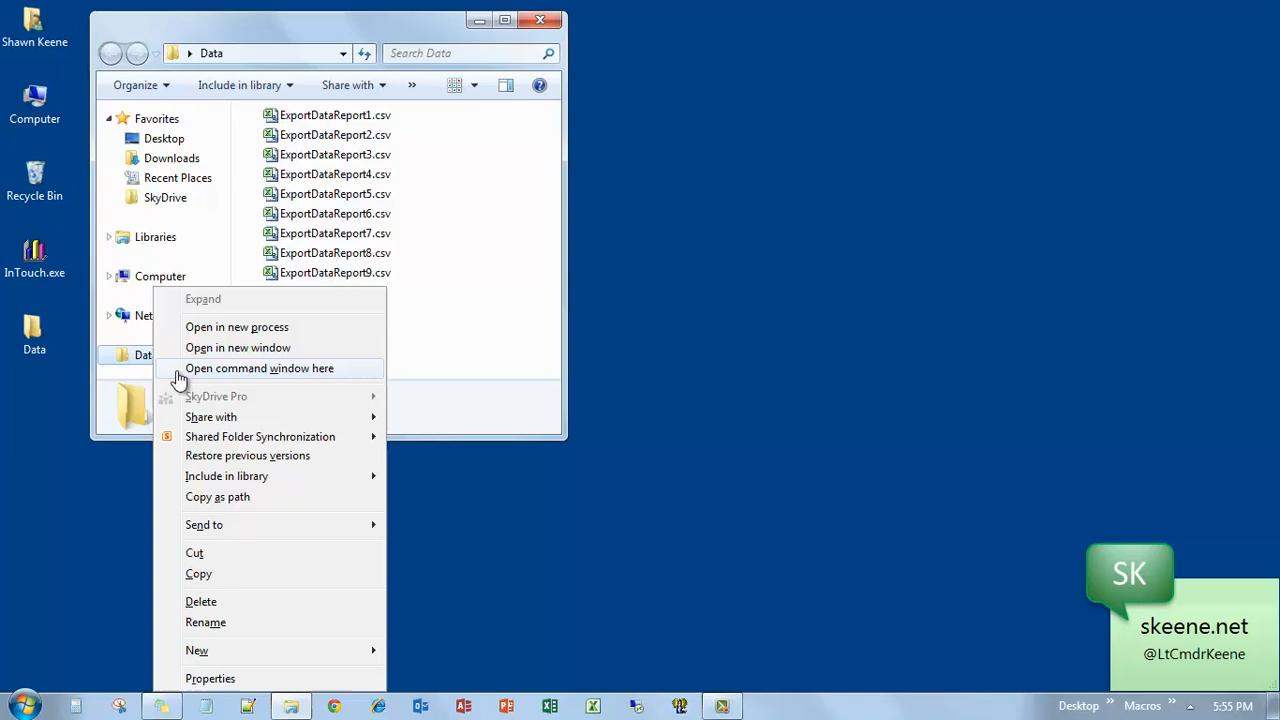 Shawn Keene
Computer
Recycle Bin
InTouch.exe
Data
Data
Search Data
Organize
Include in library
Share with
»
Favorites
Desktop
Downloads
Recent Places
SkyDrive
Libraries
Computer
Net
Dat
ExportDataReport1.csv
ExportDataReport2.csv
ExportDataReport3.csv
ExportDataReport4.csv
ExportDataReport5.csv
ExportDataReport6.csv
ExportDataReport7.csv
ExportDataReport8.csv
ExportDataReport9.csv
Expand
Open in new process
Open in new window
Open command window here
SkyDrive Pro
Share with
Shared Folder Synchronization
Restore previous versions
Include in library
Copy as path
Send to
Cut
Copy
Delete
Rename
New
Properties
SK
skeene.net
@LtCmdrKeene
Desktop » Macros » 5:55 PM